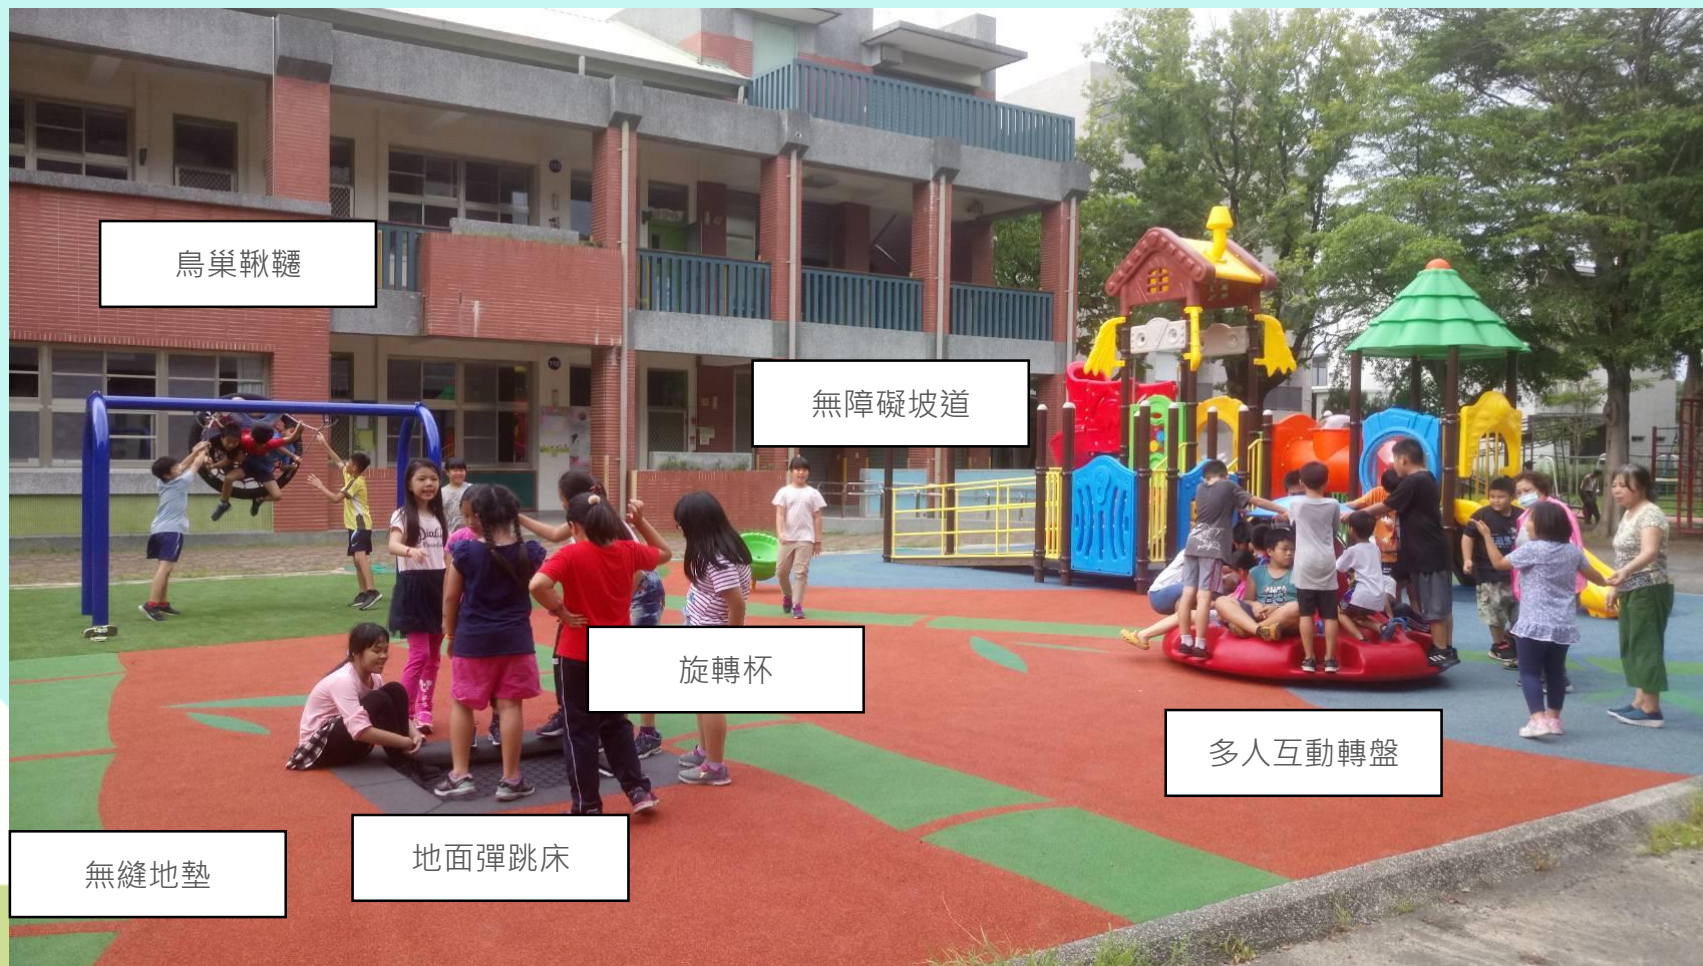 鳥巢鞦韆
無障礙坡道
旋轉杯
多人互動轉盤
地面彈跳床
無縫地墊